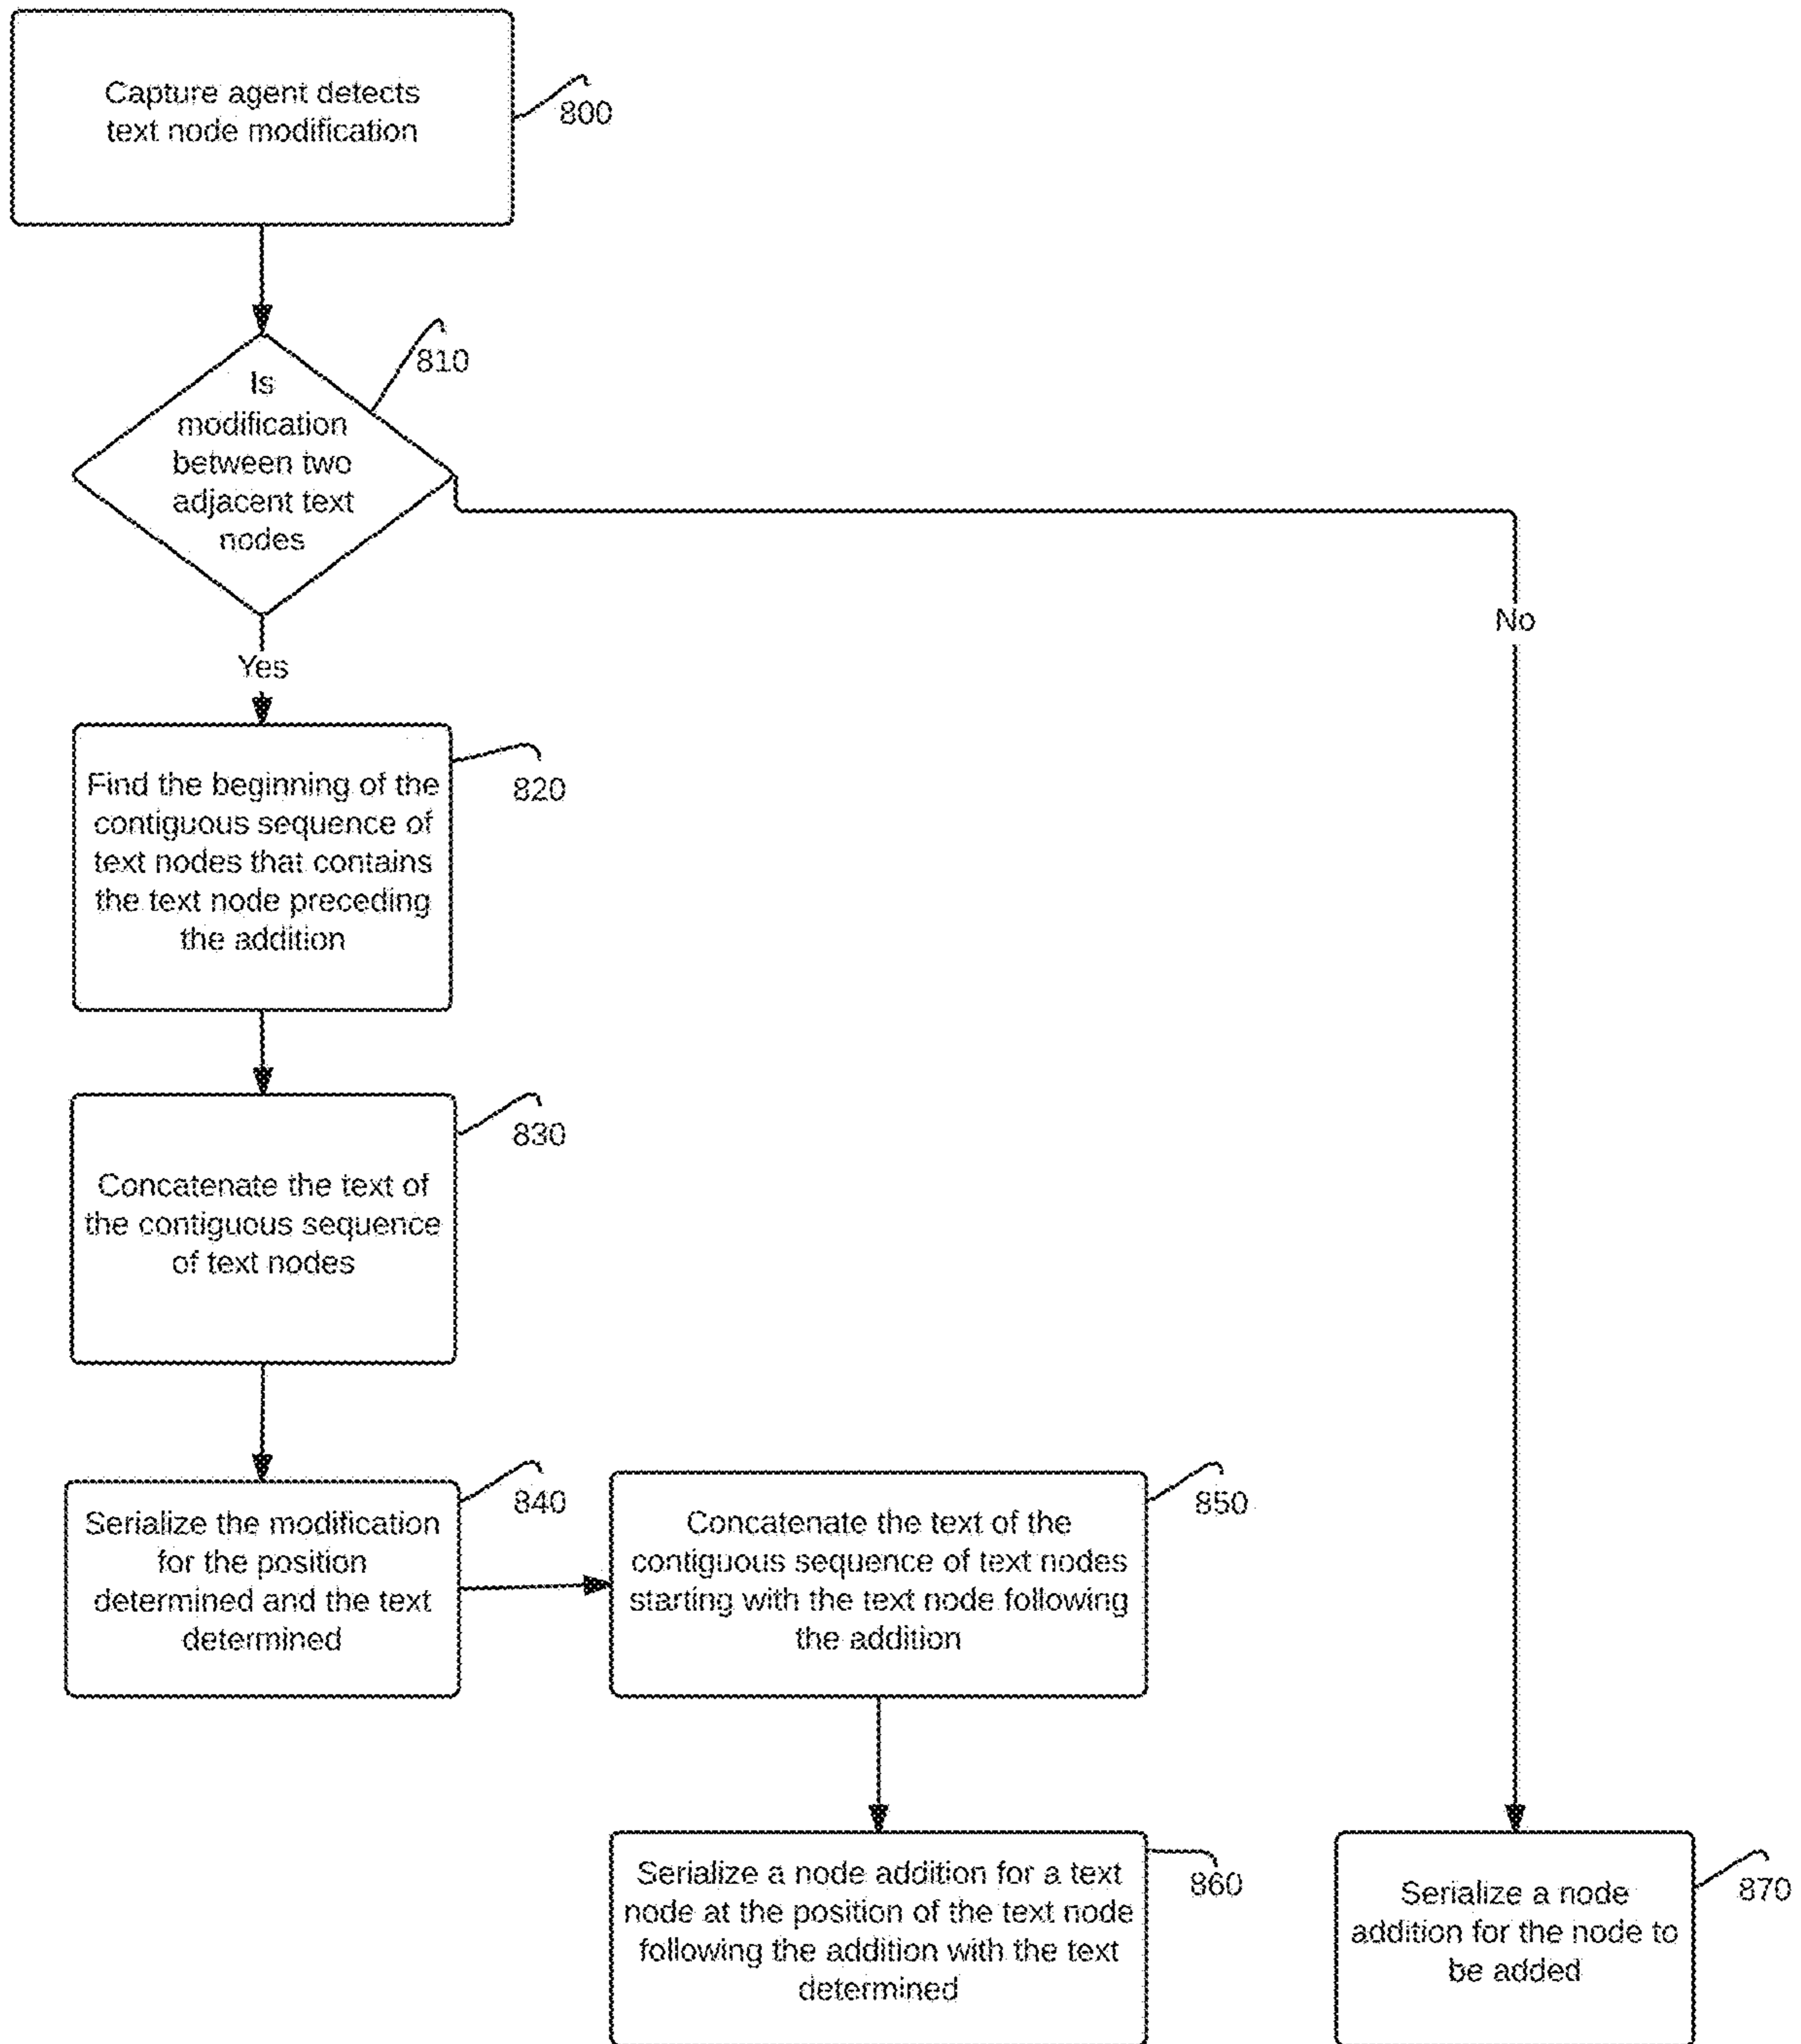 Capture agent detects
text node modification
800
810
Is
modification
between two
adjacent text
nodes
No
Yes
820
Find the beginning of the
contiguous sequence of
text nodes that contains
the text node preceding
the addition
830
Concatenate the text of
the contiguous sequence
of text nodes
840
Serialize the modification
for the position
determined and the text
determined
850
Concatenate the text of the
contiguous sequence of text nodes
starting with the text node following
the addition
860
Serialize a node addition for a text
node at the position of the text node
following the addition with the text
determined
870
Serialize a node
addition for the node to
be added